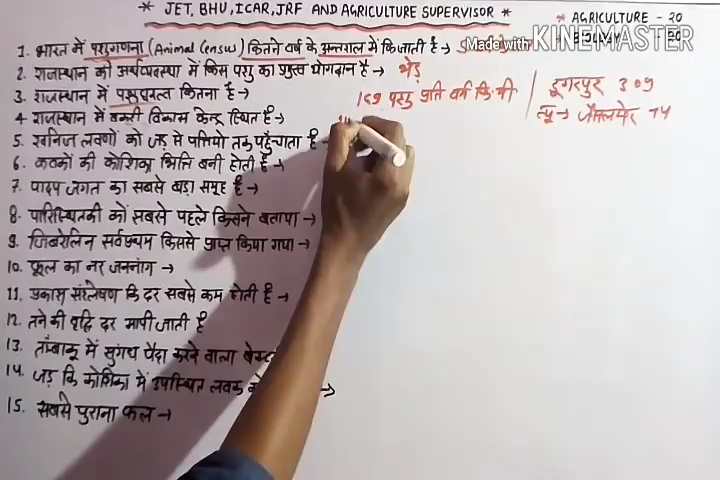 * JET, BHU, ICAR, JRF AND AGRICULTURE SUPERVISOR *
* AGRICULTURE - 20
Made with KINEMASTER
1. भारत में पशुगणना (Animal Census) कितने वर्ष के अन्तराल में कि जाती है →
2. राजस्थान की अर्थव्यवस्था में किस पशु का प्रमुख योगदान है → भेड़
3. राजस्थान में पशुघनत्व कितना है →
159 पशु प्रति वर्ग कि.मी
डूंगरपुर 309
न्यू → जैसलमेर 14
4 राजस्थान में बकरी विकास केन्द्र स्थित है →
5. खनिज लवणों को जड़ से पत्तियो तक पहुँचाता है →
6. कवकों की कोशिका भित्ति बनी होती है →
7. पादप जगत का सबसे बड़ा समूह है →
8. पारिस्थितकी कों सबसे पहले किसने बताया →
9. जिबरेलिन सर्वप्रथम किससे प्राप्त किया गया →
10. फूल का नर जननांग →
11. प्रकाश संश्लेषण कि दर सबसे कम होती है →
12. तने की वृद्धि दर मापी जाती है
13. तांबाकू में सुगंध पैदा करने वाला
14. जड़ कि कोशिका में उपस्थित लवक को →
15. सबसे पुराना फल →